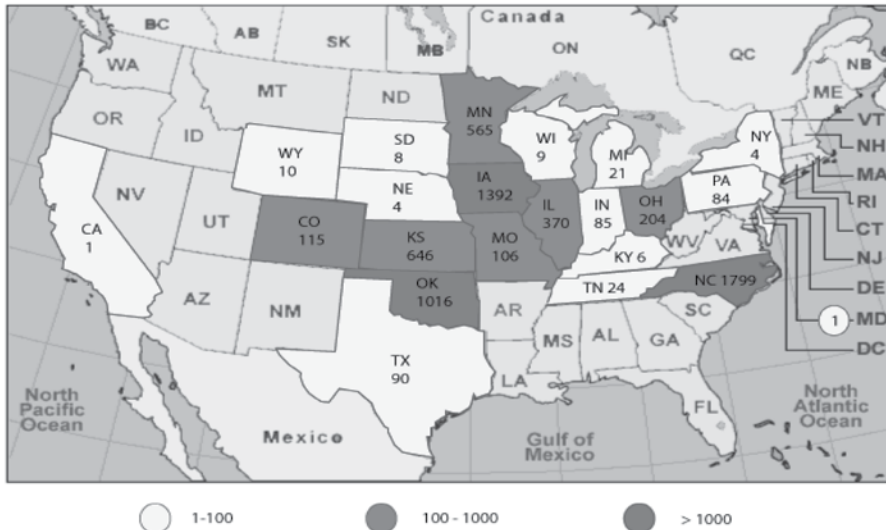 Canada
BC
AB
SK
MB
ON
QC
NB
WA
MT
ND
MN
565
ME
VT
OR
ID
SD
8
WI
9
MI
21
NY
4
NH
MA
WY
10
IA
1392
NE
4
PA
84
RI
NV
UT
CO
115
KS
646
MO
106
IL
370
IN
85
OH
204
WV
VA
CT
NJ
CA
1
KY 6
DE
AZ
NM
OK
1016
AR
TN 24
NC 1799
SC
1
MD
DC
MS
AL
GA
TX
90
LA
FL
North
Pacific
Ocean
Mexico
Gulf of
Mexico
North
Atlantic
Ocean
1-100
100 - 1000
> 1000